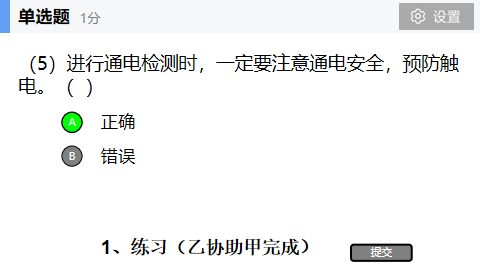 单选题 1分
设置
（5）进行通电检测时，一定要注意通电安全，预防触
电。（ ）
A 正确
B 错误
1、练习（乙协助甲完成）
提交